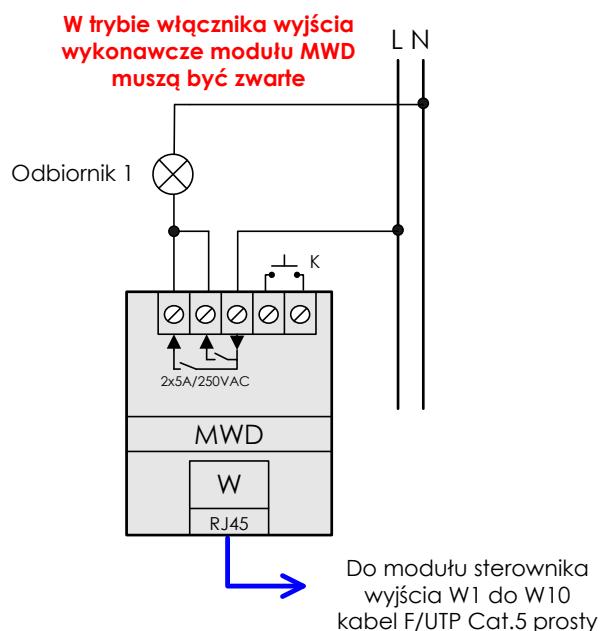 W trybie włącznika wyjścia
wykonawcze modułu MWD
muszą być zwarte
L N
Odbiornik 1
K
2x5A/250VAC
MWD
W
RJ45
Do modułu sterownika
wyjścia W1 do W10
kabel F/UTP Cat.5 prosty